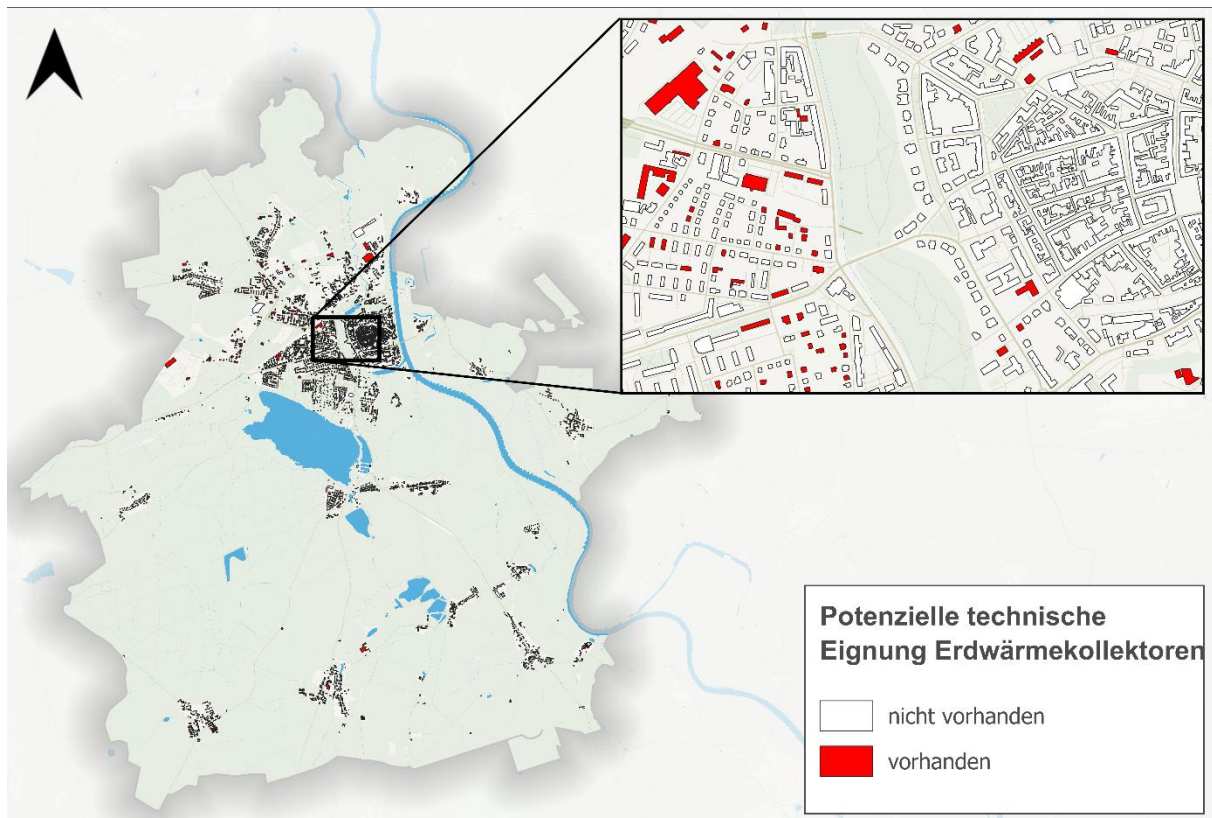 Potenzielle technische
Eignung Erdwärmekollektoren
nicht vorhanden
vorhanden